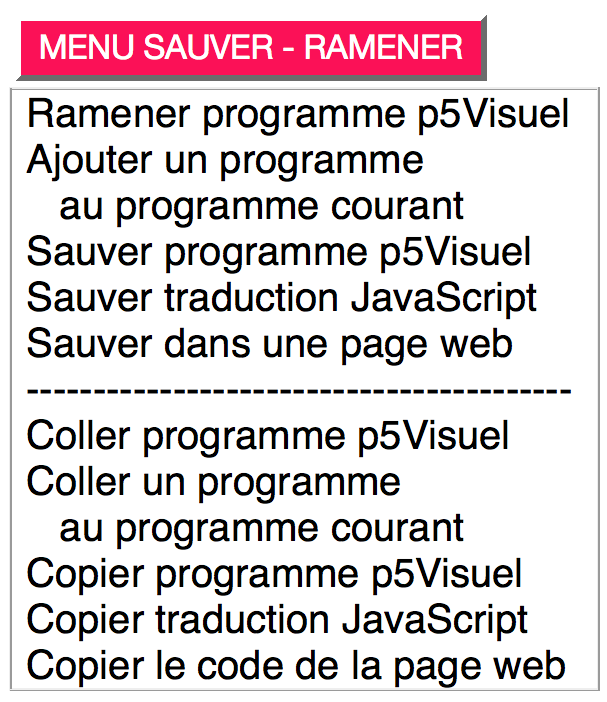 MENU SAUVER - RAMENER
Ramener programme p5Visuel
Ajouter un programme
au programme courant
Sauver programme p5Visuel
Sauver traduction JavaScript
Sauver dans une page web
-----------------------------------------
Coller programme p5Visuel
Coller un programme
au programme courant
Copier programme p5Visuel
Copier traduction JavaScript
Copier le code de la page web